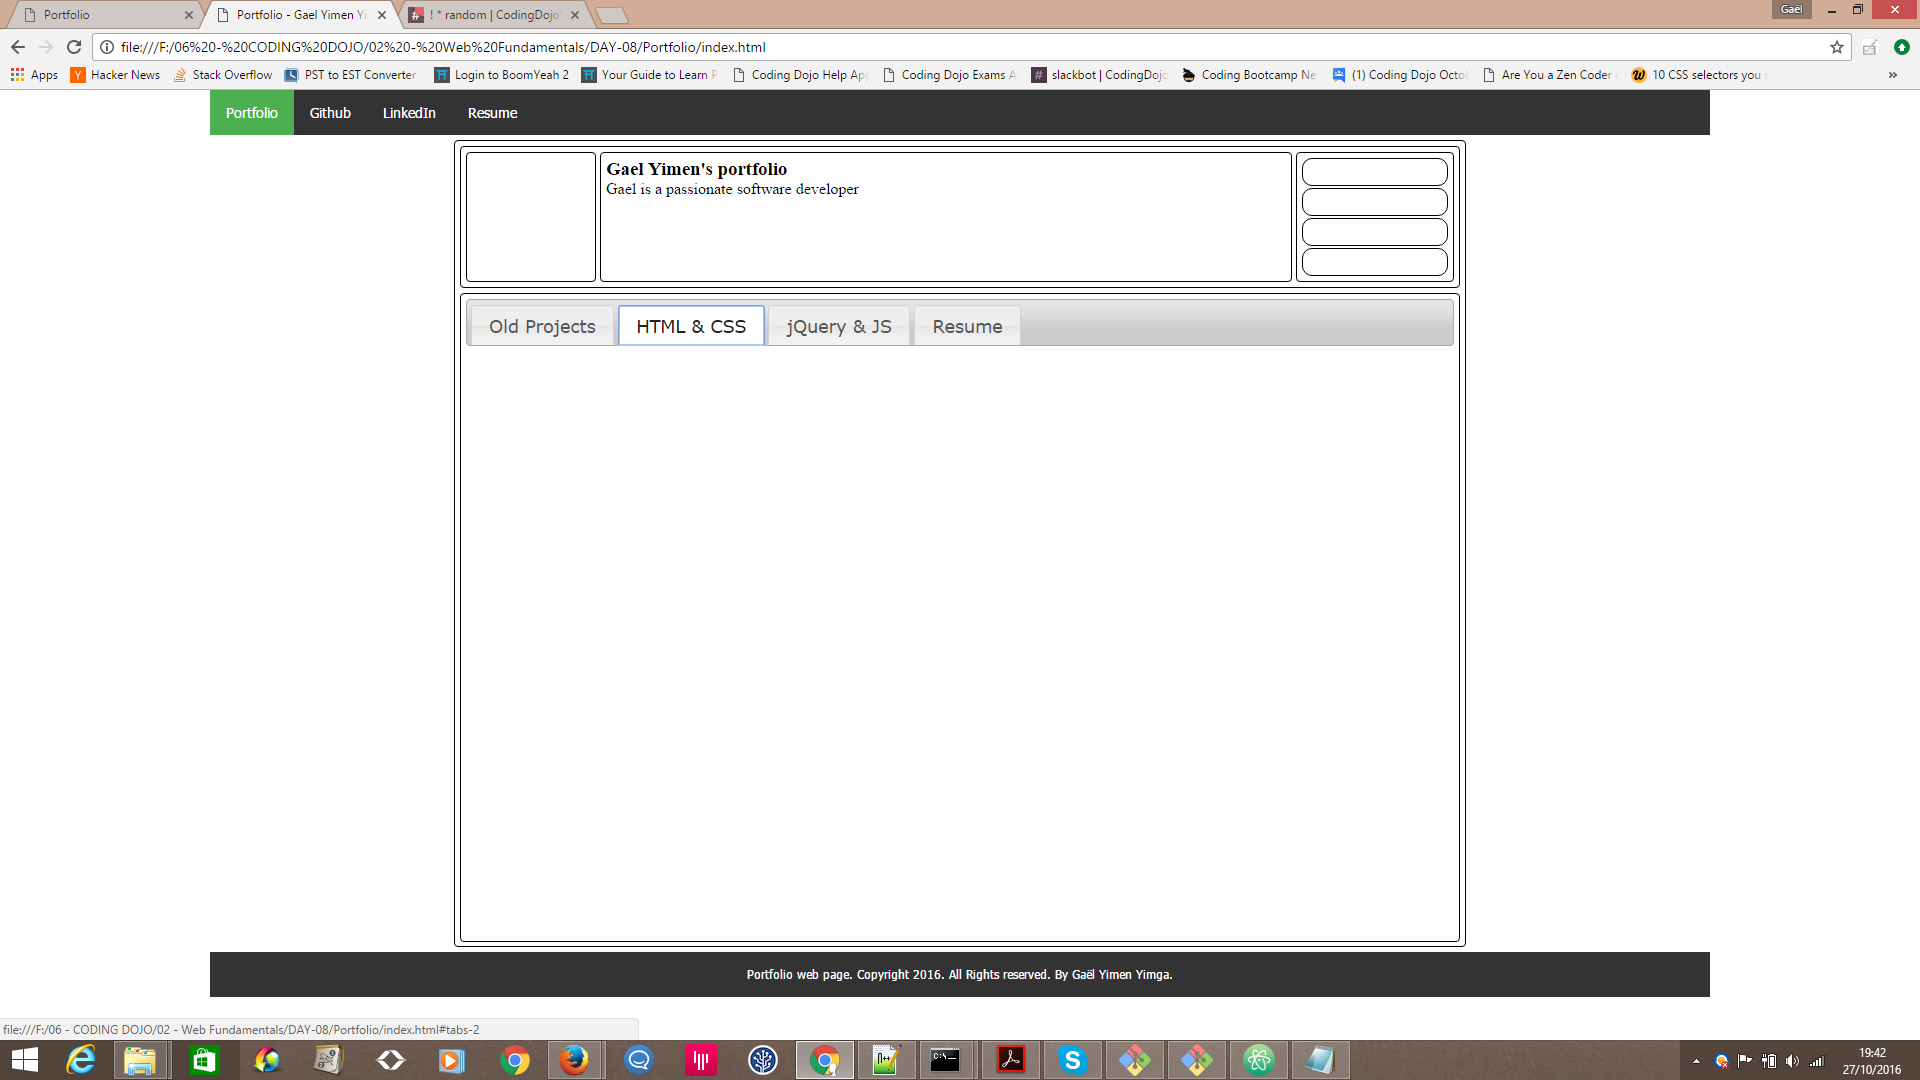 Portfolio
Portfolio - Gael Yimen Yi
! * random | CodingDojo
Gaël
file:///F:/06%20-%20CODING%20DOJO/02%20-%20Web%20Fundamentals/DAY-08/Portfolio/index.html
Apps Hacker News Stack Overflow PST to EST Converter Login to BoomYeah 2 Your Guide to Learn P Coding Dojo Help Ap Coding Dojo Exams A slackbot | CodingDojo Coding Bootcamp Ne (1) Coding Dojo Octo Are You a Zen Coder 10 CSS selectors you s »
Portfolio Github LinkedIn Resume
Gael Yimen's portfolio
Gael is a passionate software developer
Old Projects HTML & CSS jQuery & JS Resume
Portfolio web page. Copyright 2016. All Rights reserved. By Gaël Yimen Yimga.
file:///F:/06 - CODING DOJO/02 - Web Fundamentals/DAY-08/Portfolio/index.html#tabs-2
19:42
27/10/2016